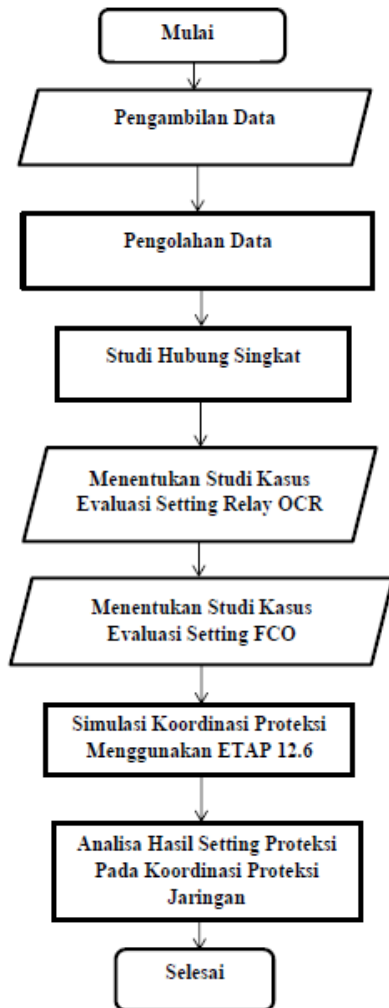 Mulai
Pengambilan Data
Pengolahan Data
Studi Hubung Singkat
Menentukan Studi Kasus
Evaluasi Setting Relay OCR
Menentukan Studi Kasus
Evaluasi Setting FCO
Simulasi Koordinasi Proteksi
Menggunakan ETAP 12.6
Analisa Hasil Setting Proteksi
Pada Koordinasi Proteksi
Jaringan
Selesai